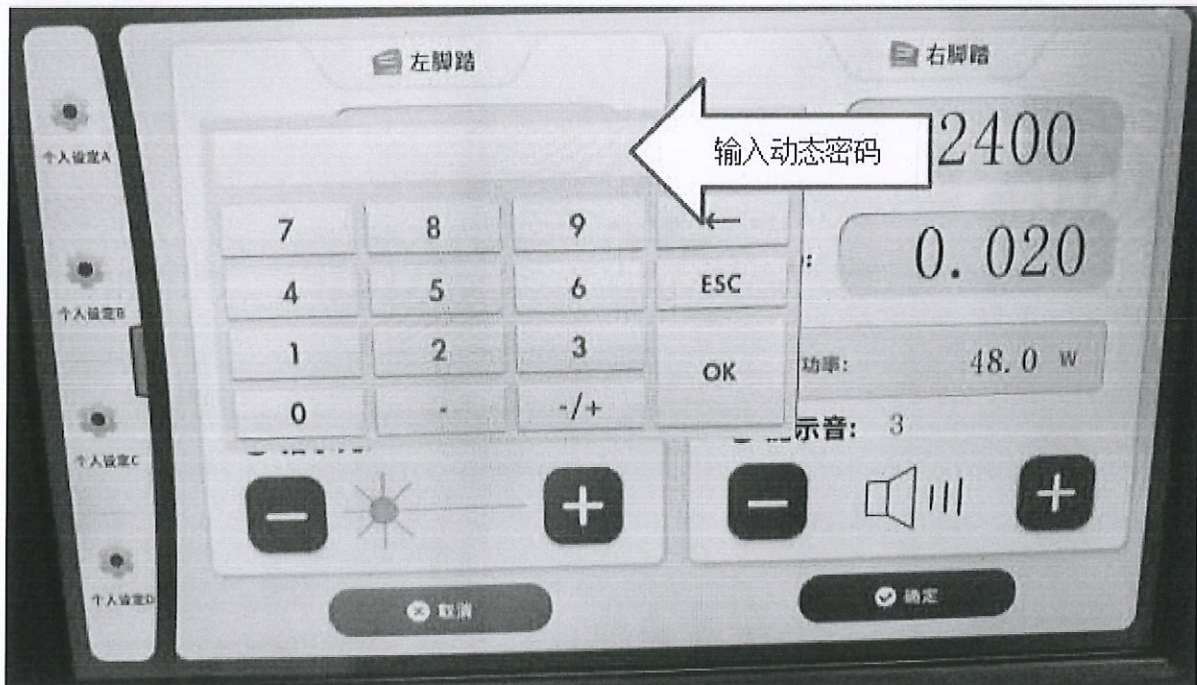 左脚踏
右脚踏
个人设定A
个人设定B
个人设定C
个人设定D
输入动态密码
7 8 9 ←
4 5 6 ESC
1 2 3
OK
0 . -/+
2400
0.020
功率: 48.0 W
示音: 3
取消
确定